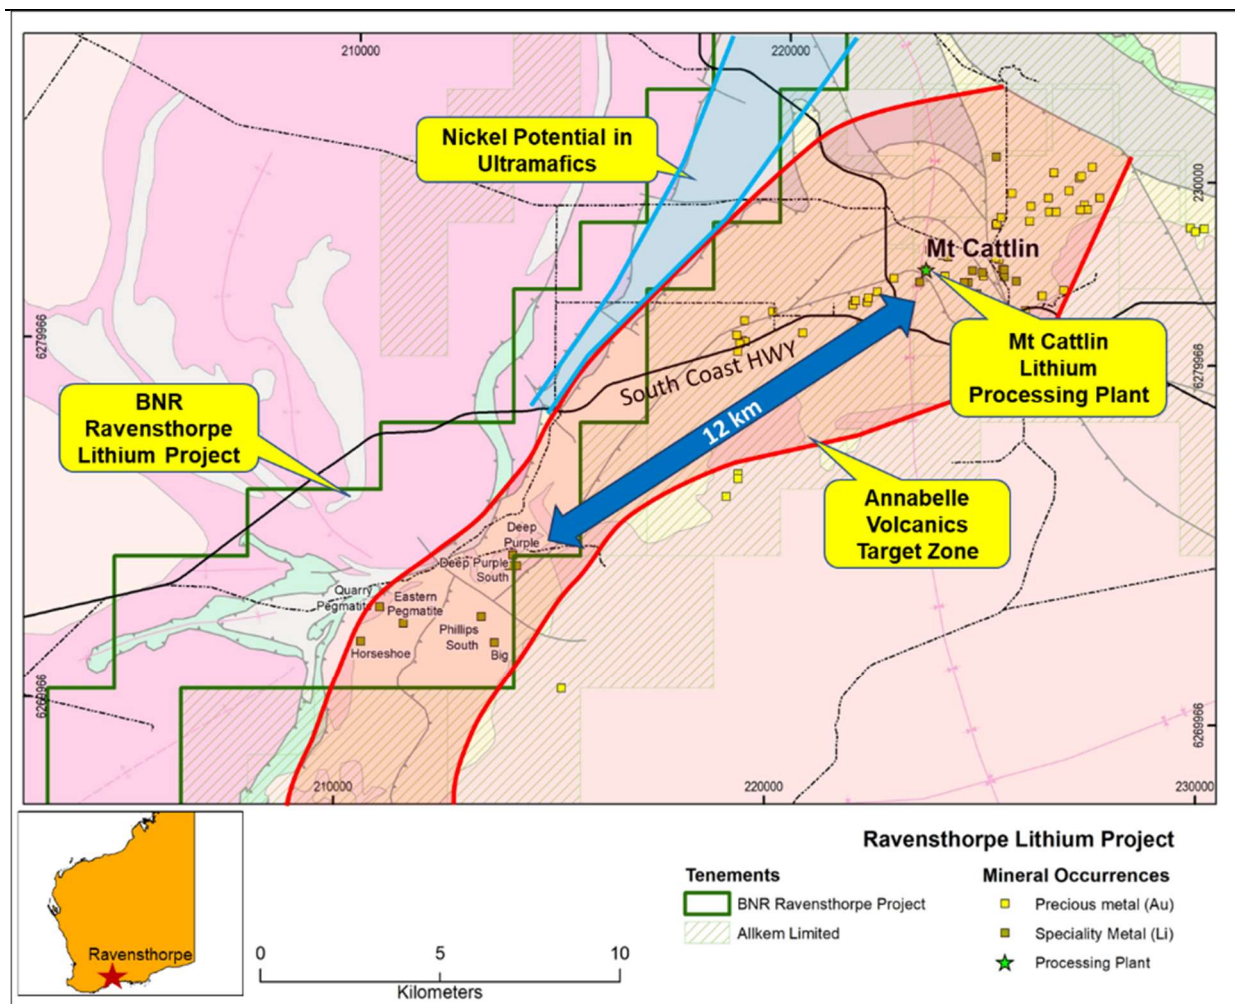 210000
220000
Nickel Potential in
Ultramafics
230000
Mt Cattlin
6279966
6279966
Mt Cattlin
Lithium
Processing Plant
South Coast HWY
BNR
Ravensthorpe
Lithium Project
12 km
Annabelle
Volcanics
Target Zone
Deep
Purple
Deep Purple
South
Quarry
Pegmatite
Eastern
Pegmatite
Phillips
South
Horseshoe
Big
6269966
6269966
210000
220000
230000
Ravensthorpe
0
5
10
Kilometers
Ravensthorpe Lithium Project
Tenements
BNR Ravensthorpe Project
Allkem Limited
Mineral Occurrences
Precious metal (Au)
Speciality Metal (Li)
Processing Plant